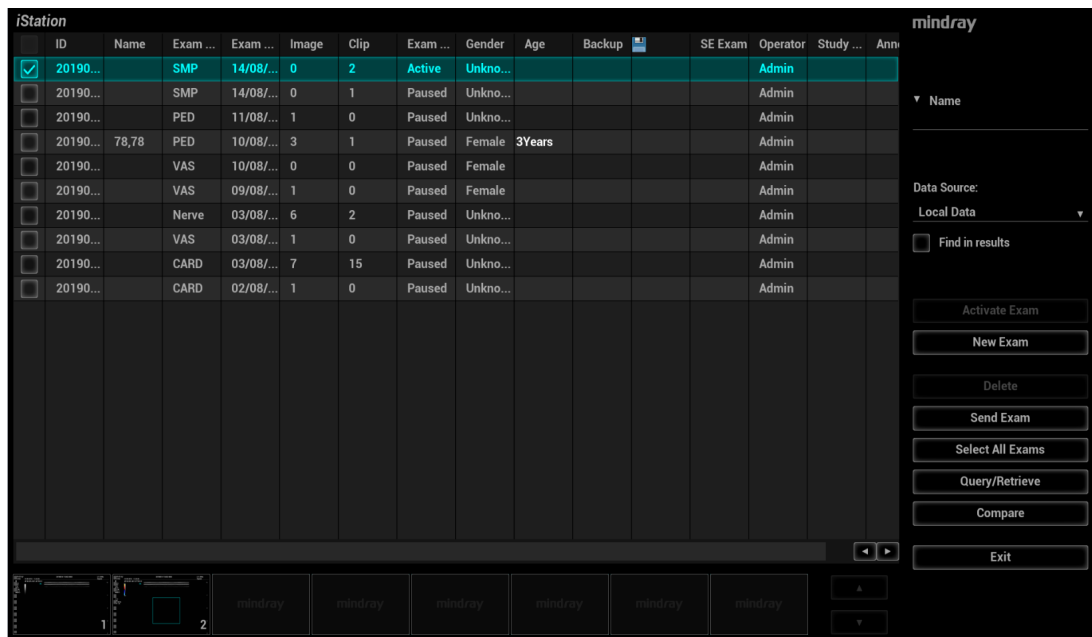 iStation
mindray
ID Name Exam ... Exam ... Image Clip Exam ... Gender Age Backup SE Exam Operator Study ... Anno
20190... SMP 14/08/... 0 2 Active Unkno... Admin
20190... SMP 14/08/... 0 1 Paused Unkno... Admin
20190... PED 11/08/... 1 0 Paused Unkno... Admin
20190... 78,78 PED 10/08/... 3 1 Paused Female 3Years Admin
20190... VAS 10/08/... 0 0 Paused Female Admin
20190... VAS 09/08/... 1 0 Paused Female Admin
20190... Nerve 03/08/... 6 2 Paused Unkno... Admin
20190... VAS 03/08/... 1 0 Paused Unkno... Admin
20190... CARD 03/08/... 7 15 Paused Unkno... Admin
20190... CARD 02/08/... 1 0 Paused Unkno... Admin
Name
Data Source:
Local Data
Find in results
Activate Exam
New Exam
Delete
Send Exam
Select All Exams
Query/Retrieve
Compare
Exit
1 2 mindray mindray mindray mindray mindray mindray